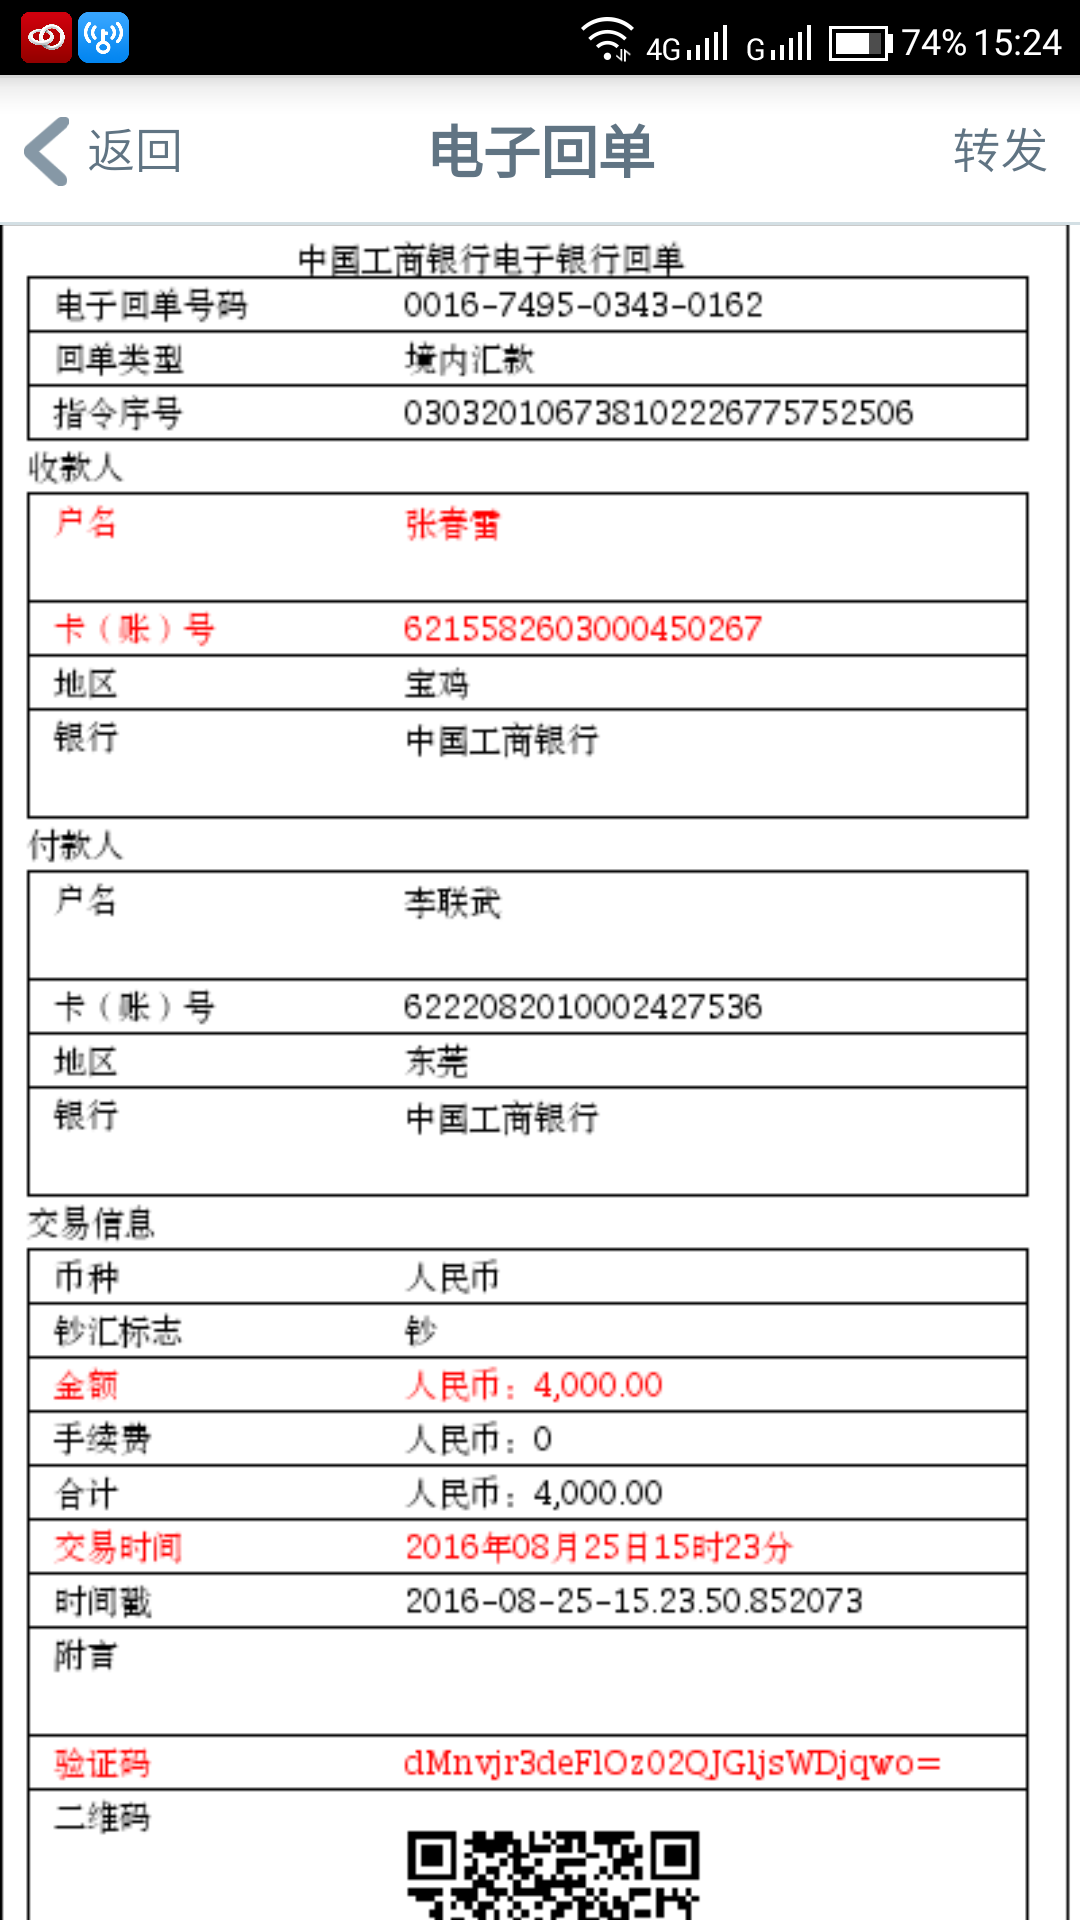 4G G 74% 15:24
返回 电子回单 转发
中国工商银行电子银行回单
电子回单号码 0016-7495-0343-0162
回单类型 境内汇款
指令序号 030320106738102226775752506
收款人
户名 张春雷
卡（账）号 6215582603000450267
地区 宝鸡
银行 中国工商银行
付款人
户名 李联武
卡（账）号 6222082010002427536
地区 东莞
银行 中国工商银行
交易信息
币种 人民币
钞汇标志 钞
金额 人民币：4,000.00
手续费 人民币：0
合计 人民币：4,000.00
交易时间 2016年08月25日15时23分
时间戳 2016-08-25-15.23.50.852073
附言
验证码 dMnvjr3deFlOz02QJGljsWDjqwo=
二维码